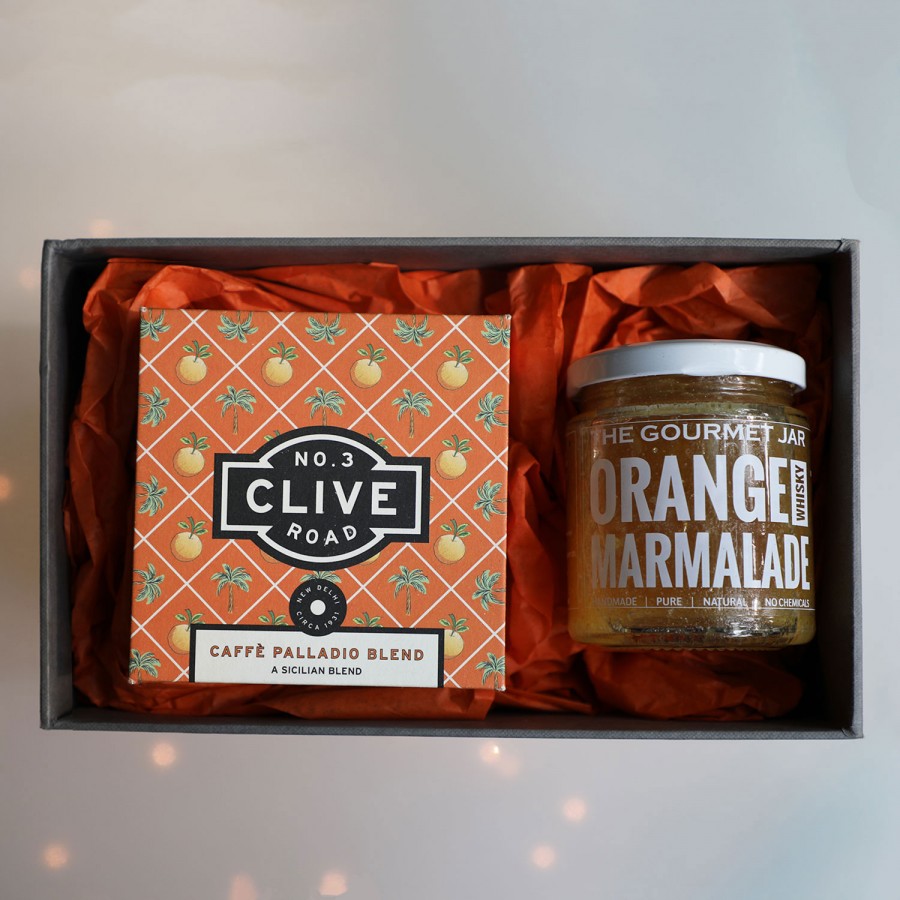 NO.3
CLIVE
ROAD
NEW DELHI
CIRCA 1931
CAFFÈ PALLADIO BLEND
A SICILIAN BLEND
THE GOURMET JAR
ORANGE
WHISKY
MARMALADE
PURE | NATURAL | NO CHEMICALS